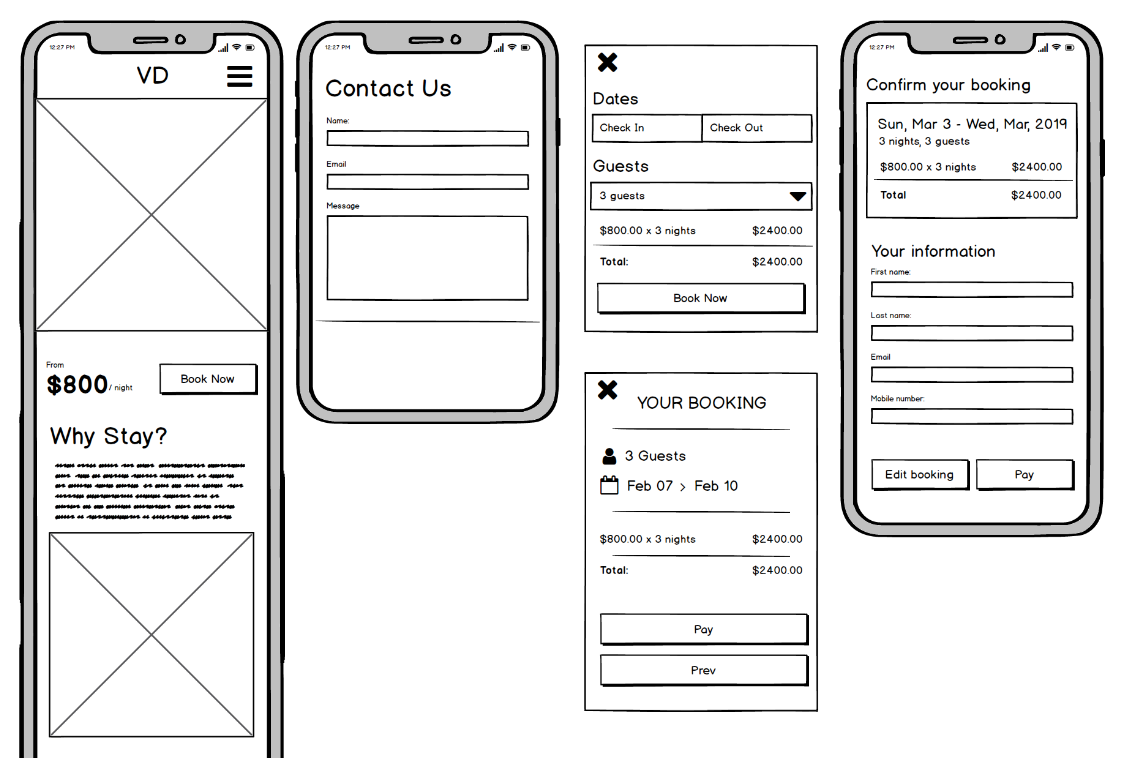 12:27 PM
VD
From
$800 / night
Book Now
Why Stay?
12:27 PM
Contact Us
Name:
Email
Message
Dates
Check In
Check Out
Guests
3 guests
$800.00 x 3 nights $2400.00
Total: $2400.00
Book Now
YOUR BOOKING
3 Guests
Feb 07 > Feb 10
$800.00 x 3 nights $2400.00
Total: $2400.00
Pay
Prev
12:27 PM
Confirm your booking
Sun, Mar 3 - Wed, Mar, 2019
3 nights, 3 guests
$800.00 x 3 nights $2400.00
Total $2400.00
Your information
First name:
Last name:
Email
Mobile number:
Edit booking
Pay